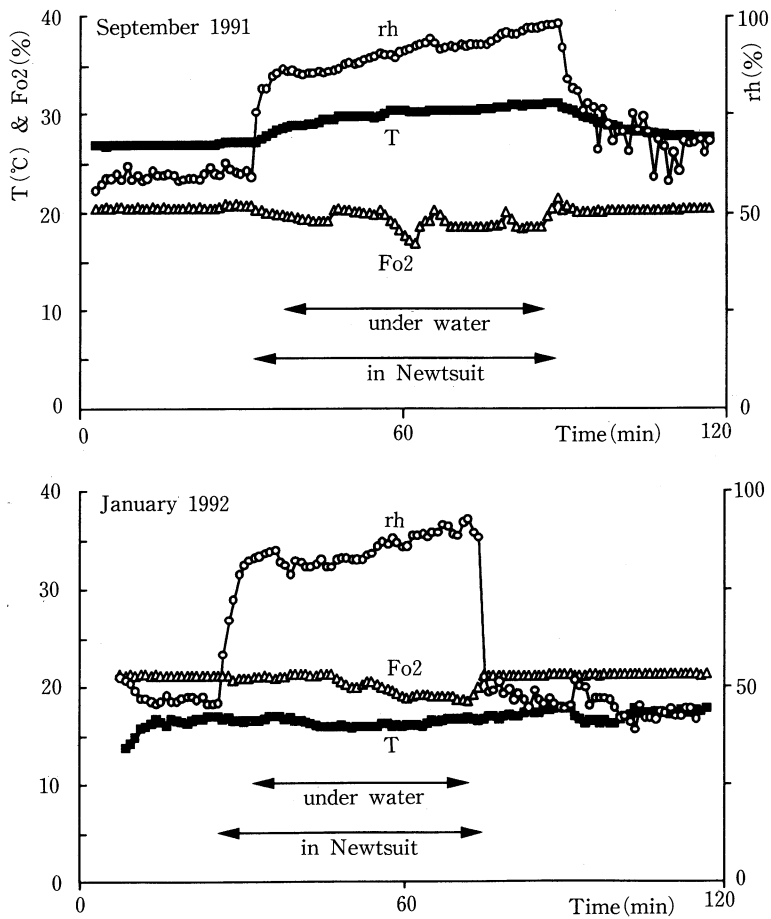 September 1991
T(℃) & Fo2(%)
rh(%)
40
30
20
10
0
100
50
0
rh
T
Fo2
under water
in Newtsuit
0
60
Time(min)
120
January 1992
40
30
20
10
0
100
50
0
rh
Fo2
T
under water
in Newtsuit
0
60
Time(min)
120